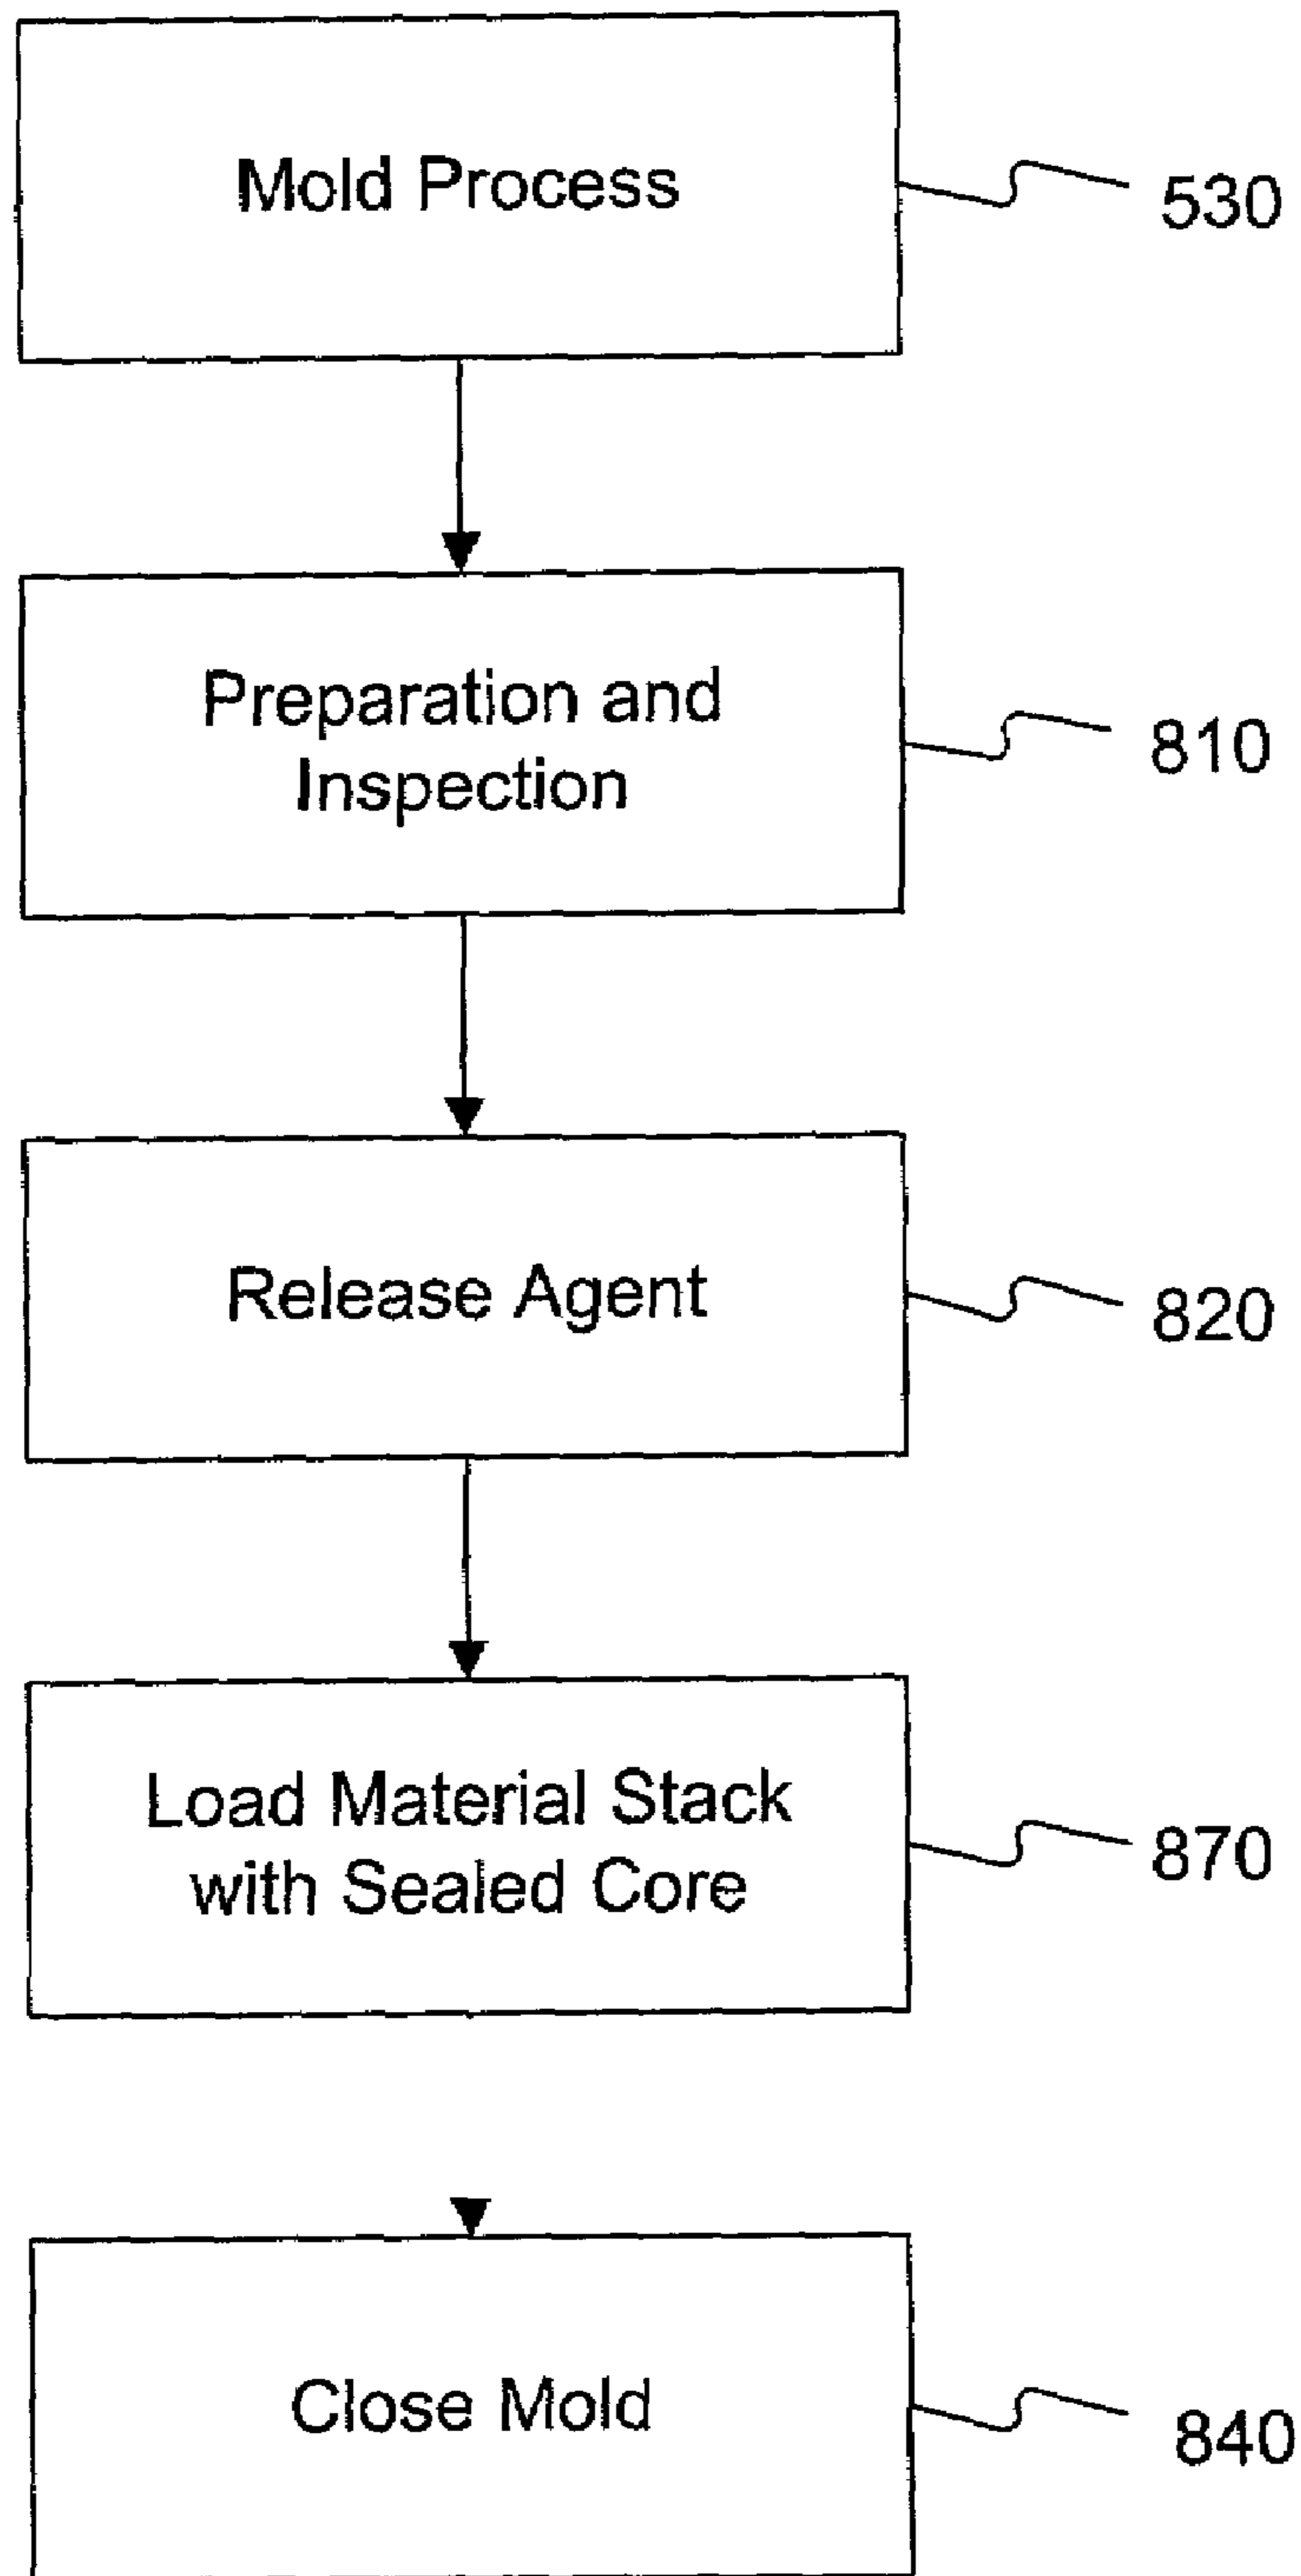 Mold Process
530
Preparation and
Inspection
810
Release Agent
820
Load Material Stack
with Sealed Core
870
Close Mold
840